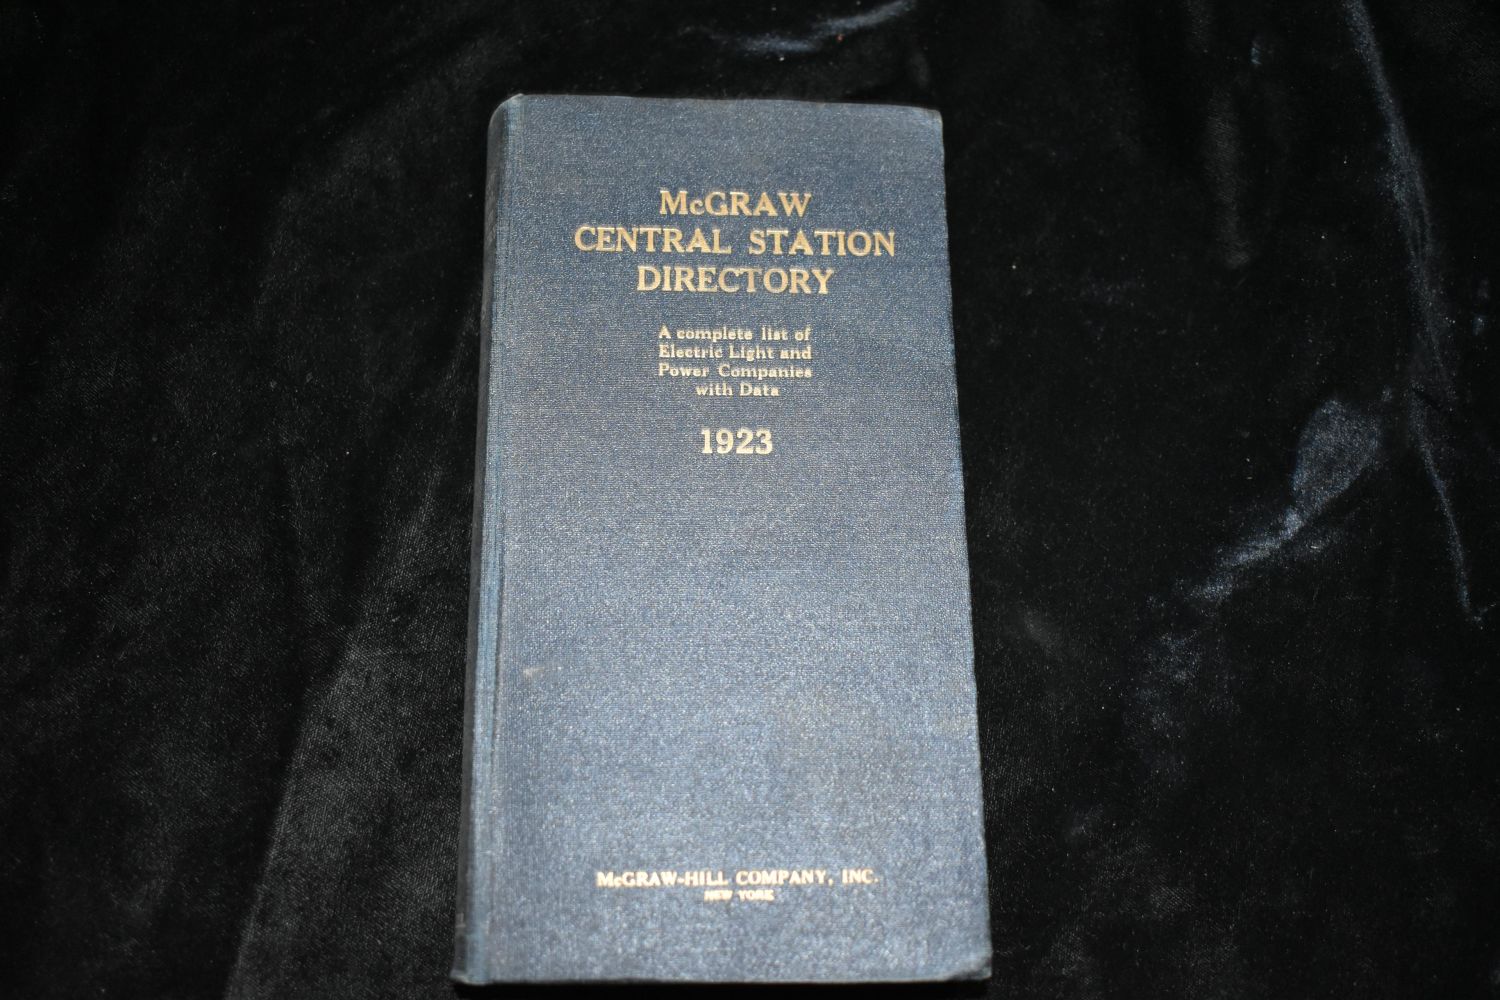 McGRAW
CENTRAL STATION
DIRECTORY
A complete list of
Electric Light and
Power Companies
with Data
1923
McGRAW-HILL COMPANY, INC.
NEW YORK